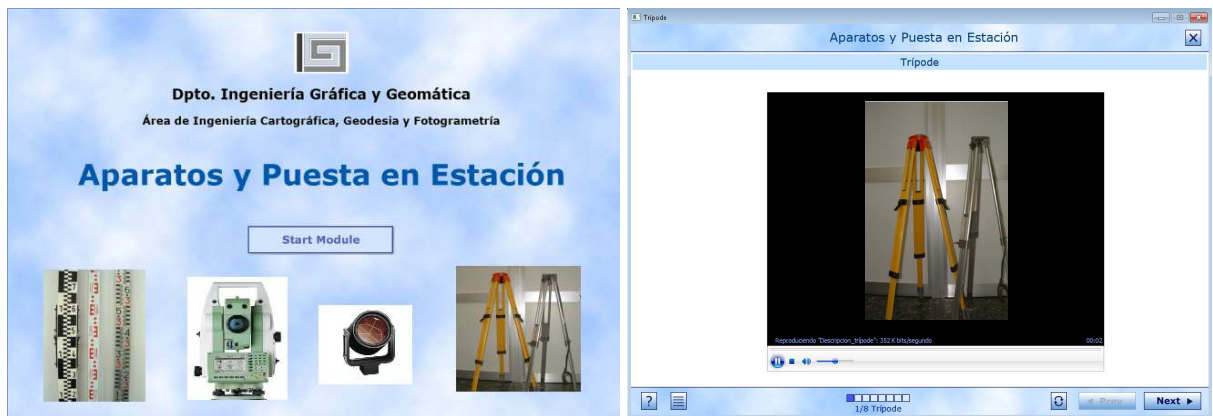 Dpto. Ingeniería Gráfica y Geomática
Área de Ingeniería Cartográfica, Geodesia y Fotogrametría
Aparatos y Puesta en Estación
Start Module
Trípode
Aparatos y Puesta en Estación
Trípode
Reproduciendo "Descripcion_trípode": 352 K bits/segundo 00:02
?
1/8 Trípode
◄ Prev Next ►